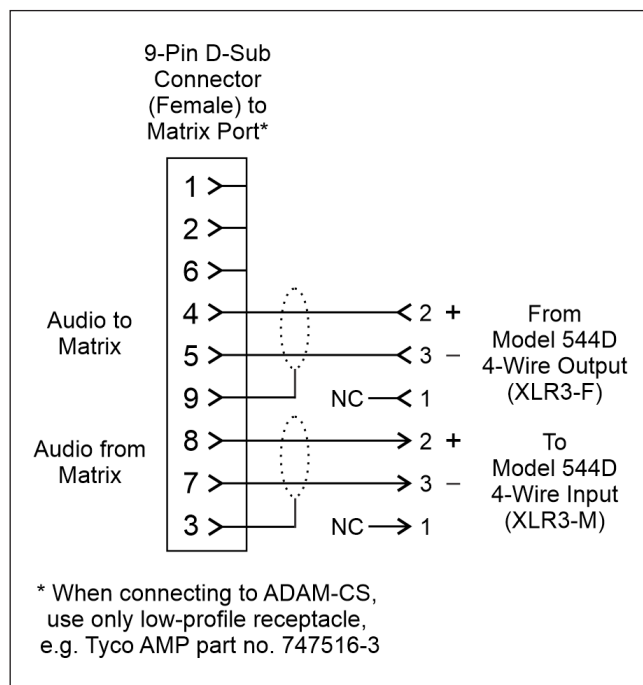 9-Pin D-Sub
Connector
(Female) to
Matrix Port*
1
2
6
Audio to
Matrix
4
5
9
2 +
3 –
NC 1
From
Model 544D
4-Wire Output
(XLR3-F)
Audio from
Matrix
8
7
3
2 +
3 –
NC 1
To
Model 544D
4-Wire Input
(XLR3-M)
* When connecting to ADAM-CS,
use only low-profile receptacle,
e.g. Tyco AMP part no. 747516-3